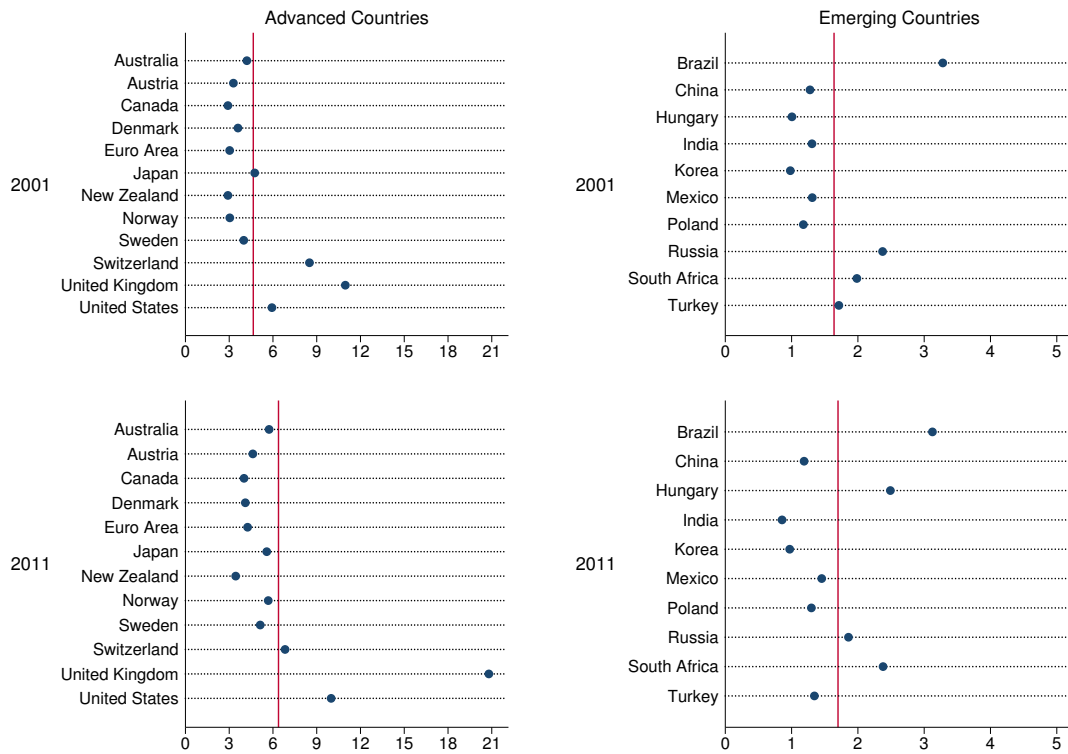 Advanced Countries
Emerging Countries
2001
Australia
Austria
Canada
Denmark
Euro Area
Japan
New Zealand
Norway
Sweden
Switzerland
United Kingdom
United States
0 3 6 9 12 15 18 21
2001
Brazil
China
Hungary
India
Korea
Mexico
Poland
Russia
South Africa
Turkey
0 1 2 3 4 5
2011
Australia
Austria
Canada
Denmark
Euro Area
Japan
New Zealand
Norway
Sweden
Switzerland
United Kingdom
United States
0 3 6 9 12 15 18 21
2011
Brazil
China
Hungary
India
Korea
Mexico
Poland
Russia
South Africa
Turkey
0 1 2 3 4 5